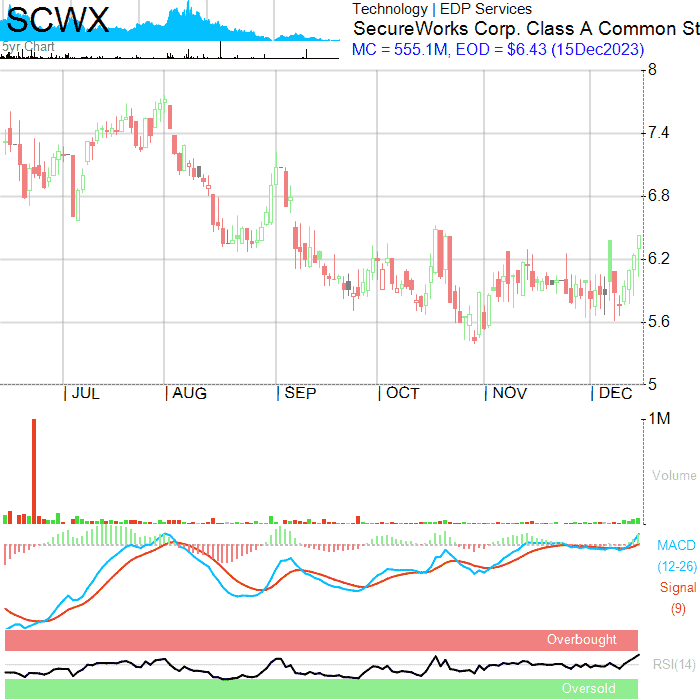 SCWX
5yr Chart
Technology | EDP Services
SecureWorks Corp. Class A Common St
MC = 555.1M, EOD = $6.43 (15Dec2023)
8
7.4
6.8
6.2
5.6
5
JUL AUG SEP OCT NOV DEC
1M
Volume
MACD
(12-26)
Signal
(9)
Overbought
RSI(14)
Oversold